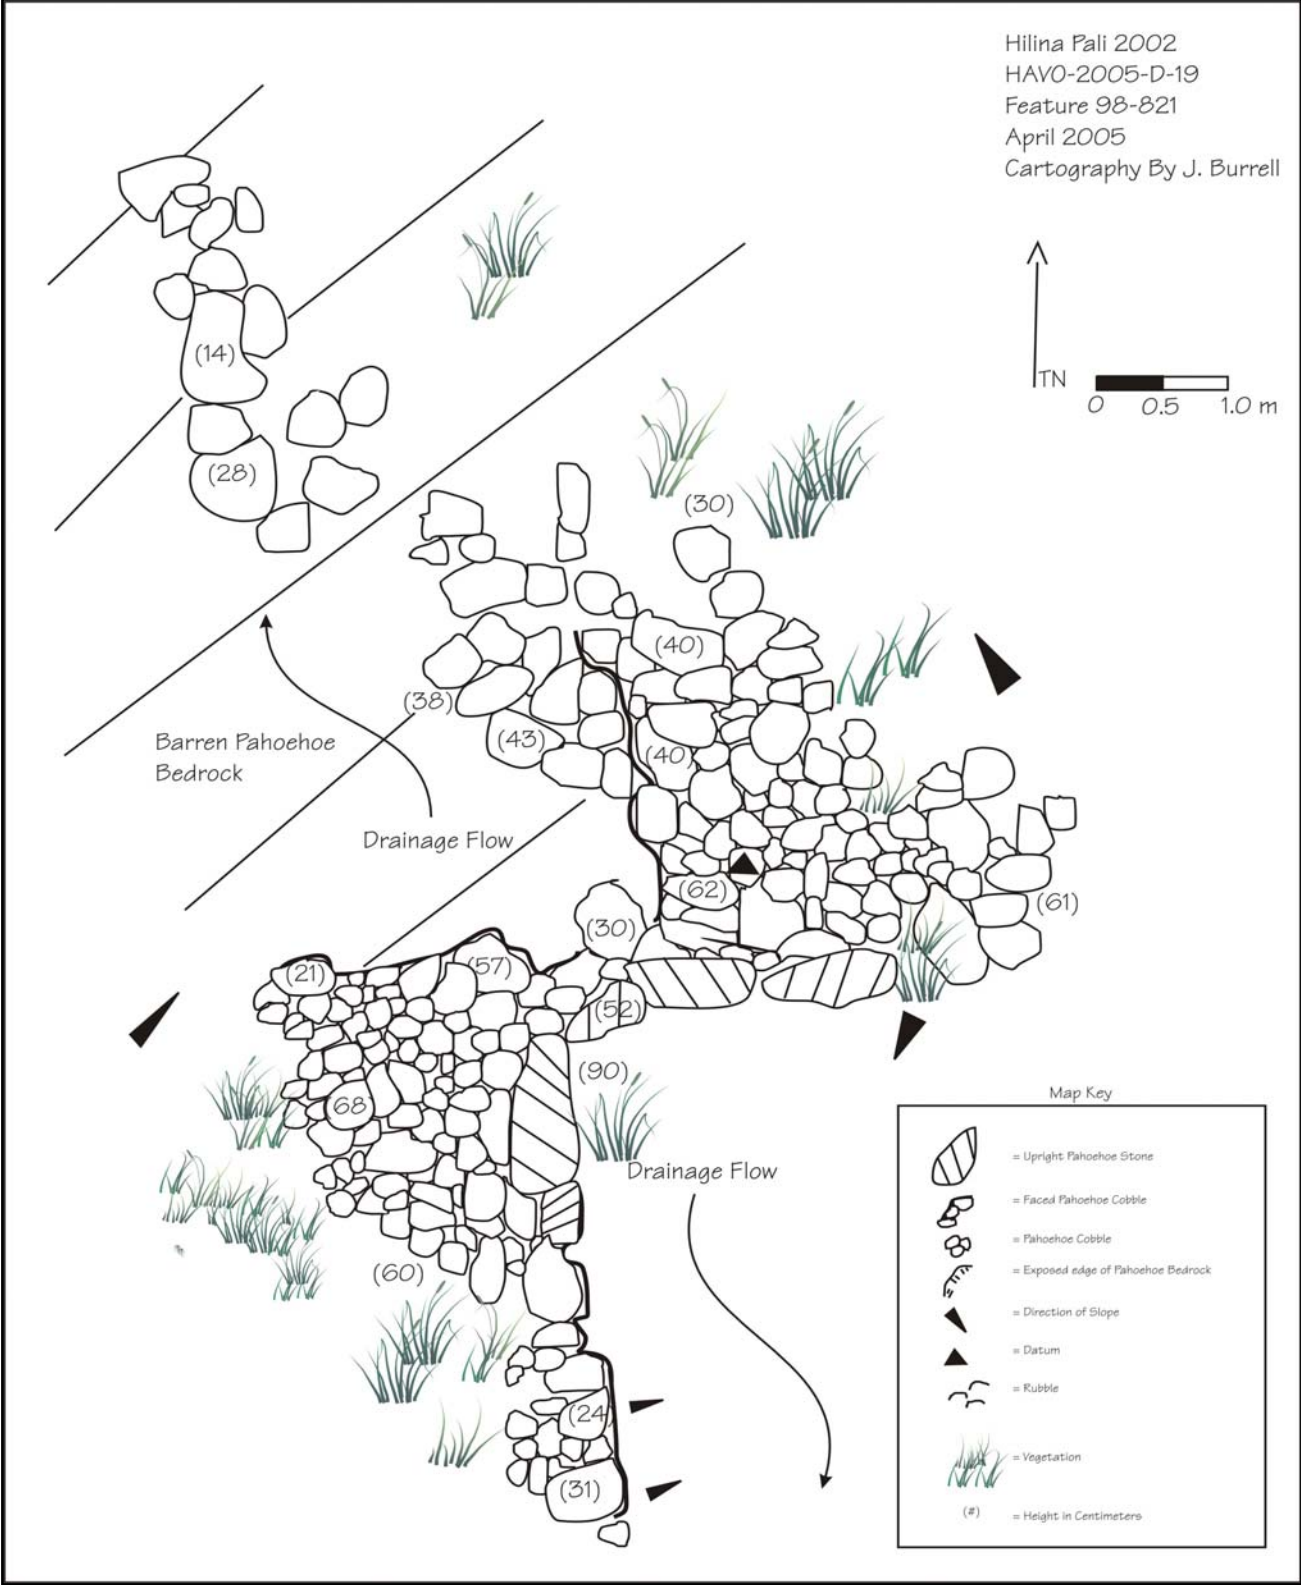 Hilina Pali 2002
HAVO-2005-D-19
Feature 98-821
April 2005
Cartography By J. Burrell
TN
0 0.5 1.0 m
(14)
(28)
(30)
(40)
(38)
(43)
(40)
Barren Pahoehoe
Bedrock
Drainage Flow
(62)
(61)
(30)
(57)
(21)
(52)
(90)
(68)
Drainage Flow
(60)
(24)
(31)
Map Key
= Upright Pahoehoe Stone
= Faced Pahoehoe Cobble
= Pahoehoe Cobble
= Exposed edge of Pahoehoe Bedrock
= Direction of Slope
= Datum
= Rubble
= Vegetation
(#) = Height in Centimeters